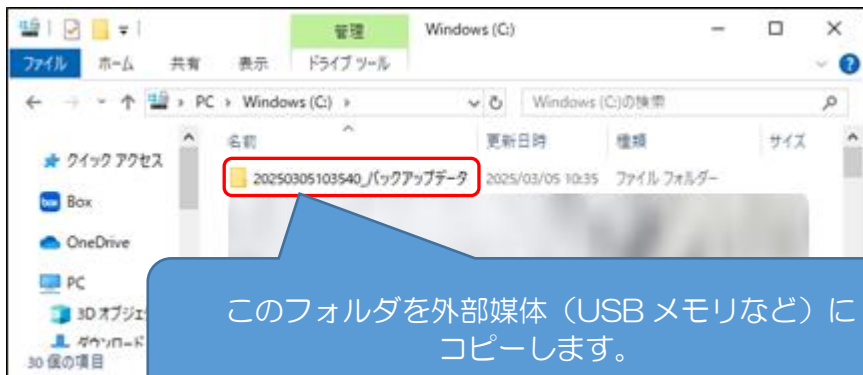 管理
Windows (C:)
ファイル ホーム 共有 表示 ドライブ ツール
PC › Windows (C:) ›
Windows (C:)の検索
名前 更新日時 種類 サイズ
クイック アクセス
20250305103540_バックアップデータ 2025/03/05 10:35 ファイル フォルダー
box Box
OneDrive
PC
3D オブジェ
ダウンロード
30 個の項目
このフォルダを外部媒体（USB メモリなど）に
コピーします。